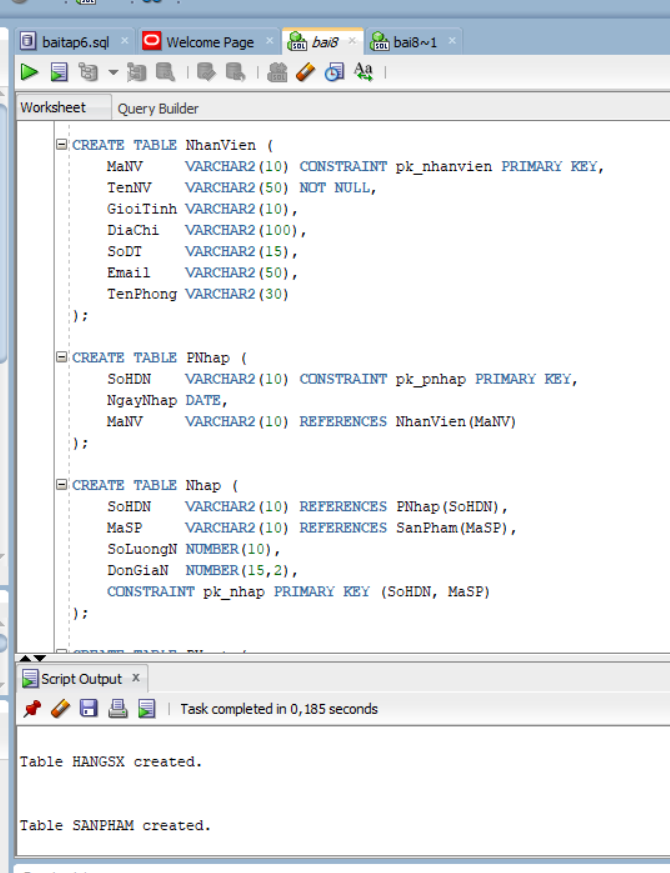 baitap6.sql
Welcome Page
bai8
bai8~1
Worksheet
Query Builder
CREATE TABLE NhanVien (
MaNV VARCHAR2(10) CONSTRAINT pk_nhanvien PRIMARY KEY,
TenNV VARCHAR2(50) NOT NULL,
GioiTinh VARCHAR2(10),
DiaChi VARCHAR2(100),
SoDT VARCHAR2(15),
Email VARCHAR2(50),
TenPhong VARCHAR2(30)
);
CREATE TABLE PNhap (
SoHDN VARCHAR2(10) CONSTRAINT pk_pnhap PRIMARY KEY,
NgayNhap DATE,
MaNV VARCHAR2(10) REFERENCES NhanVien(MaNV)
);
CREATE TABLE Nhap (
SoHDN VARCHAR2(10) REFERENCES PNhap(SoHDN),
MaSP VARCHAR2(10) REFERENCES SanPham(MaSP),
SoLuongN NUMBER(10),
DonGiaN NUMBER(15,2),
CONSTRAINT pk_nhap PRIMARY KEY (SoHDN, MaSP)
);
Script Output
Task completed in 0,185 seconds
Table HANGSX created.
Table SANPHAM created.